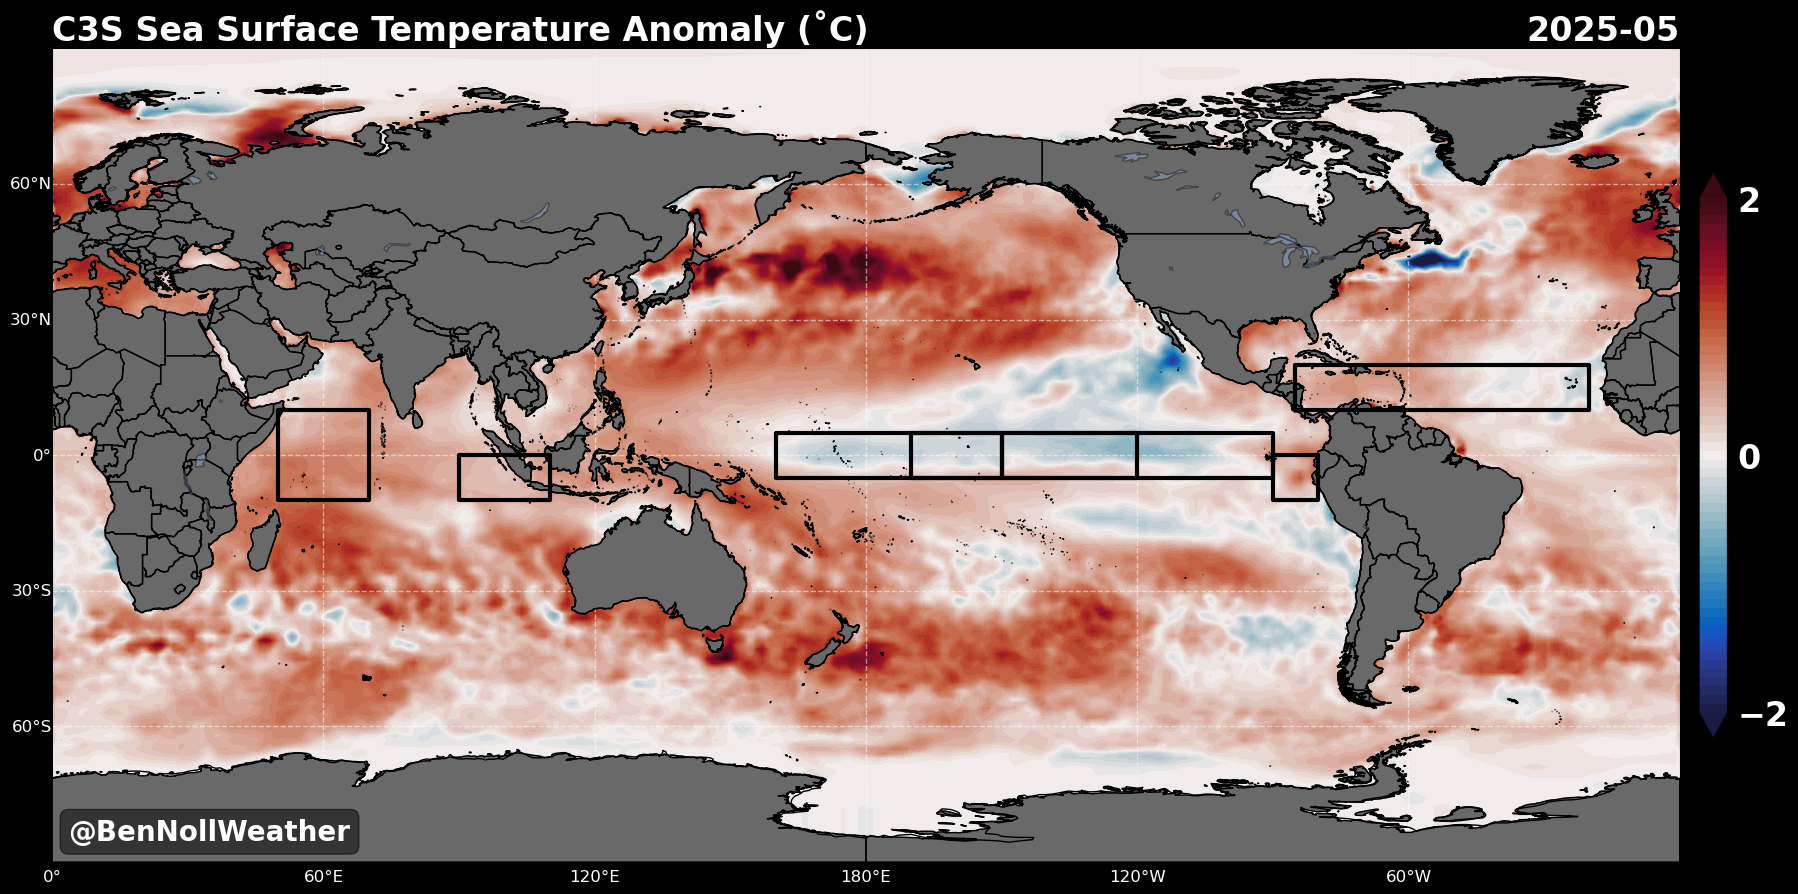 C3S Sea Surface Temperature Anomaly (˚C)
2025-05
60°N
30°N
0°
30°S
60°S
2
0
−2
@BenNollWeather
0°
60°E
120°E
180°E
120°W
60°W